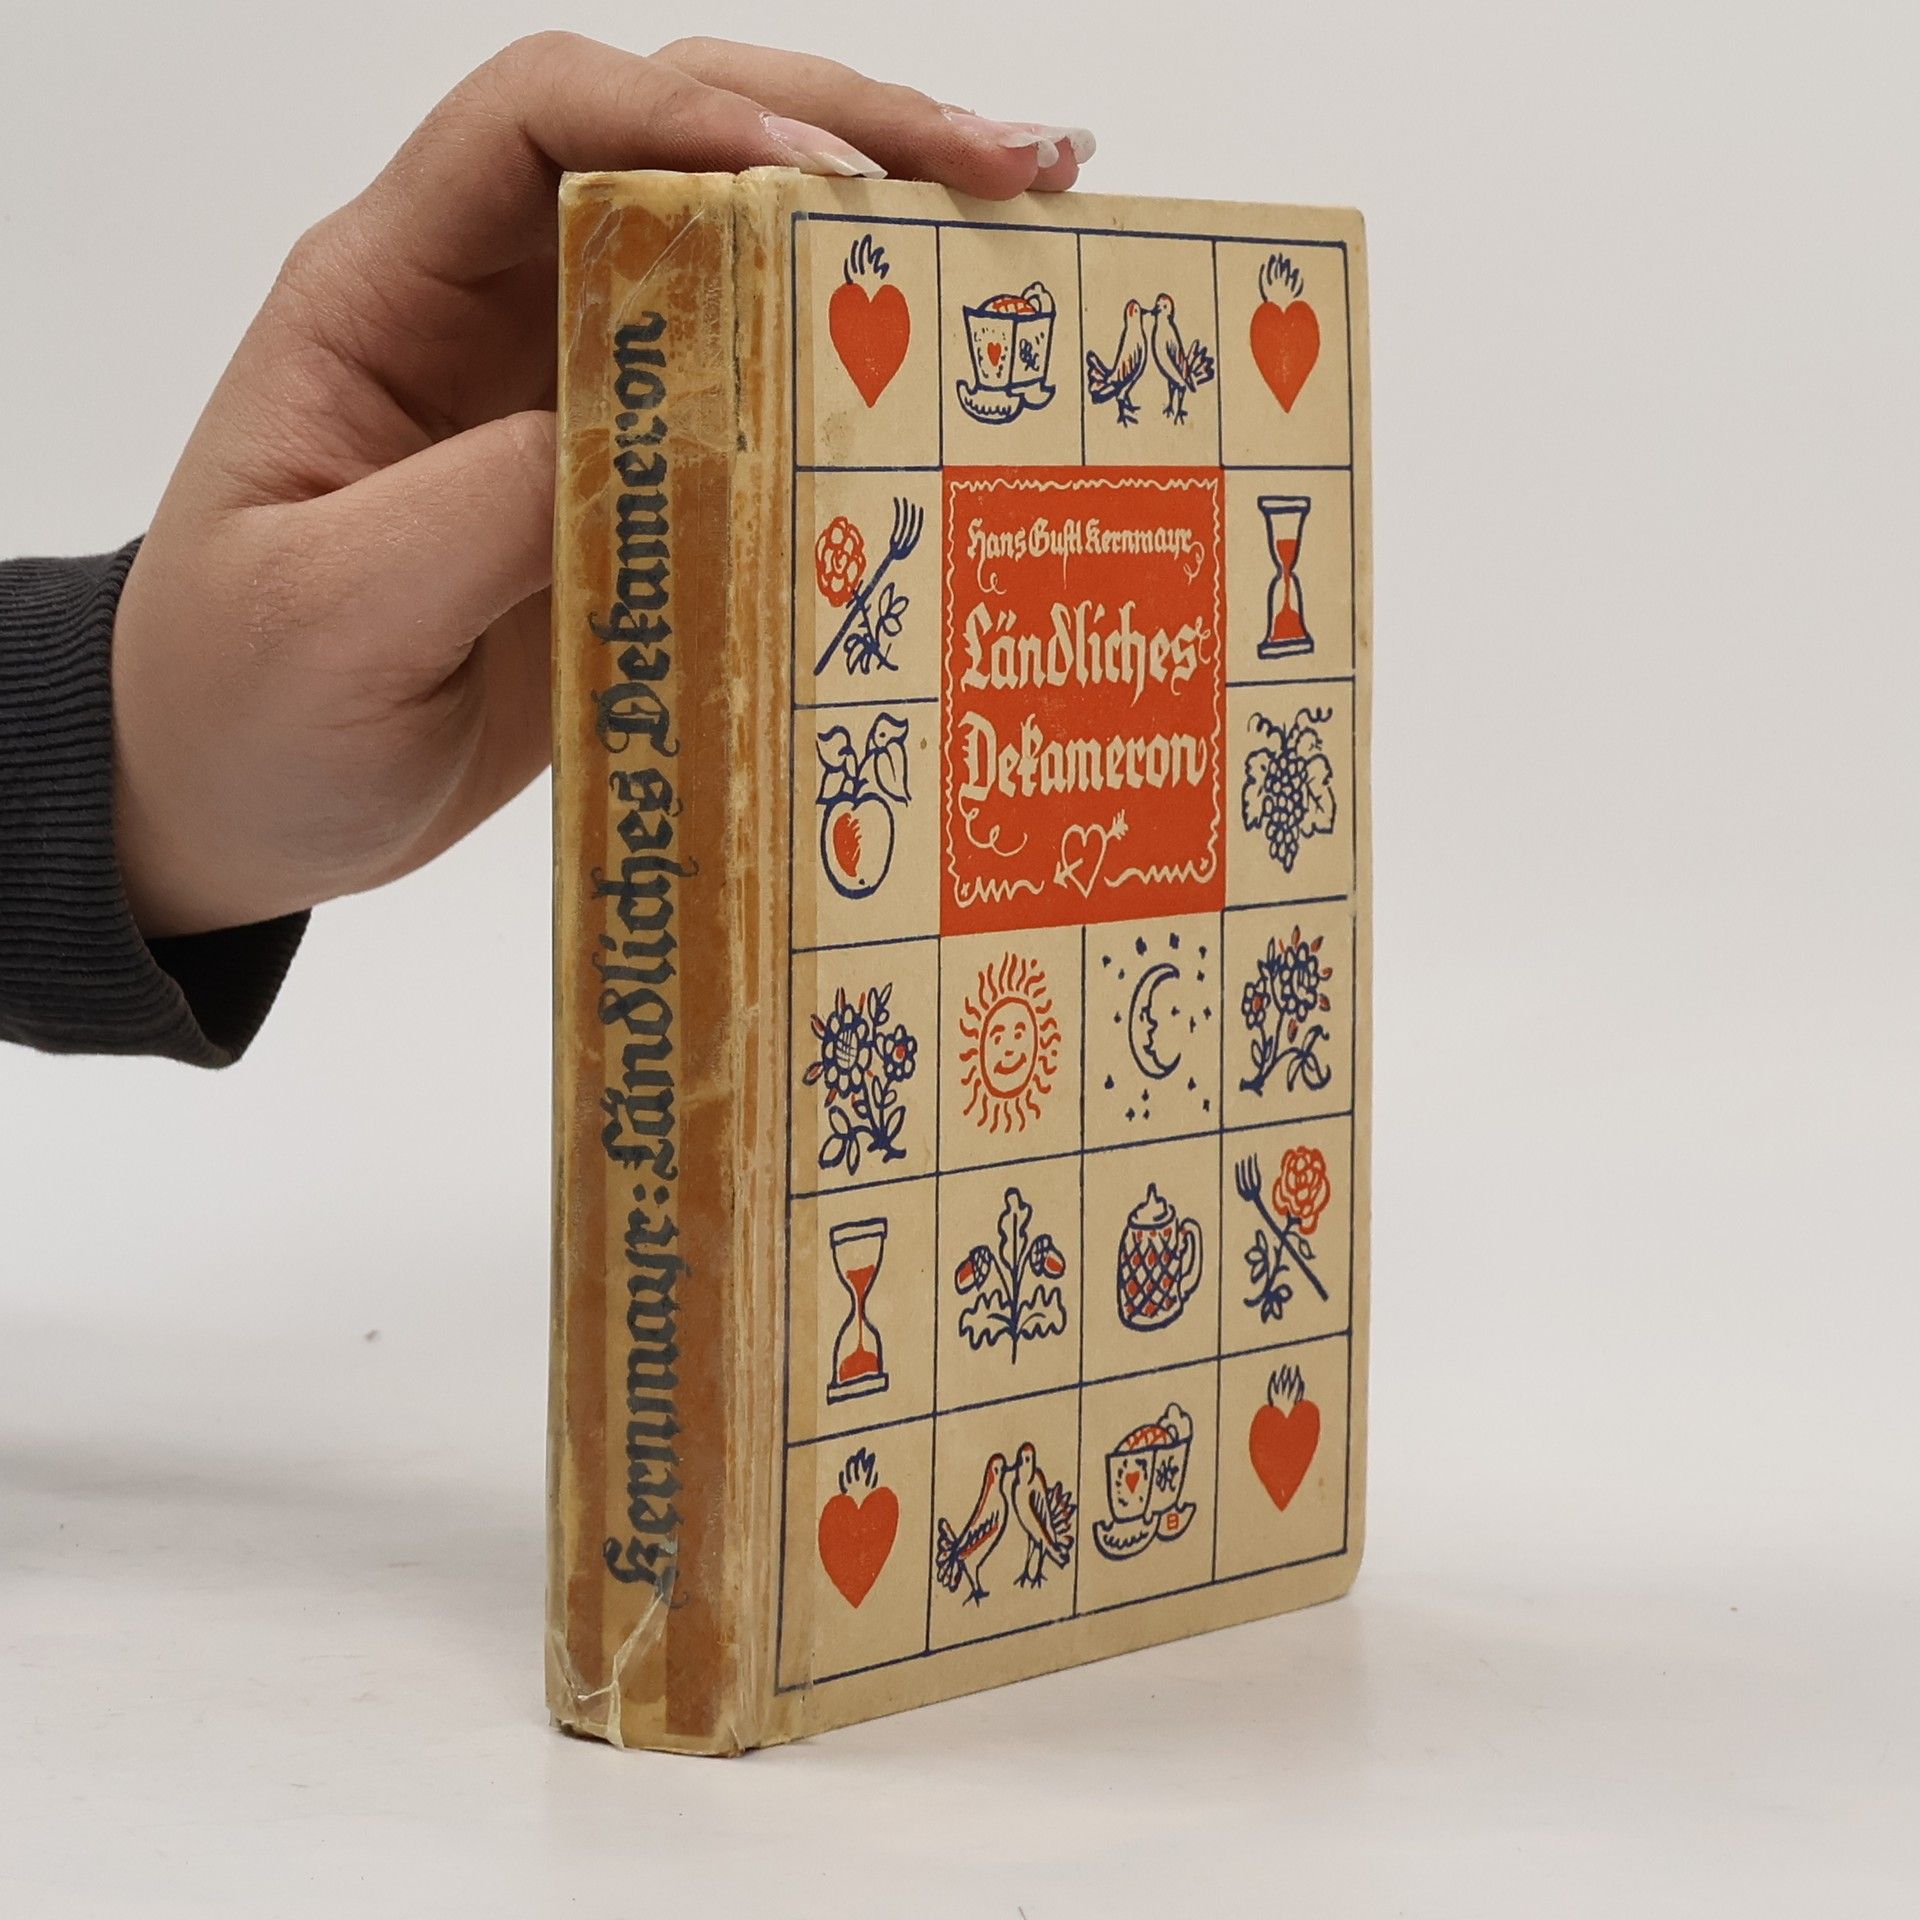 Kernmayr: Ländliches Dekameron
Hans Gustl Kernmayr
Ländliches
Dekameron